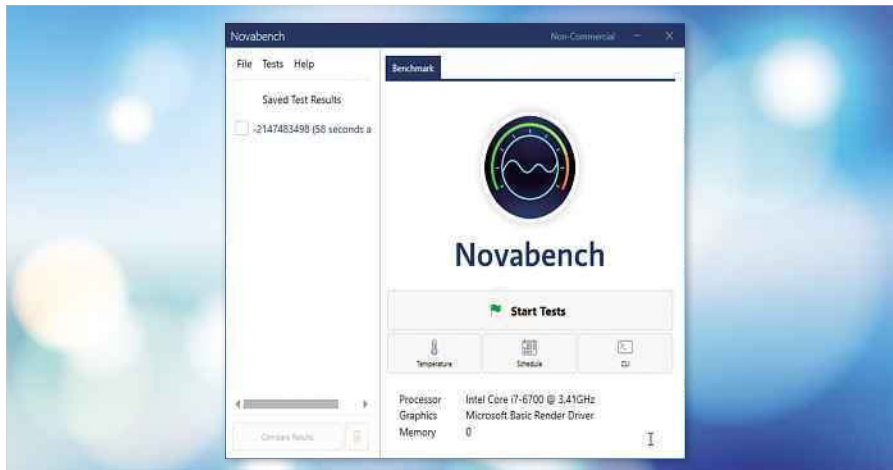 Novabench
Non-Commercial
File Tests Help
Benchmark
Saved Test Results
-2147483498 (58 seconds a
Novabench
Start Tests
Temperature
Schedule
CLI
Processor Intel Core i7-6700 @ 3.41GHz
Graphics Microsoft Basic Render Driver
Memory 0
Compare Results